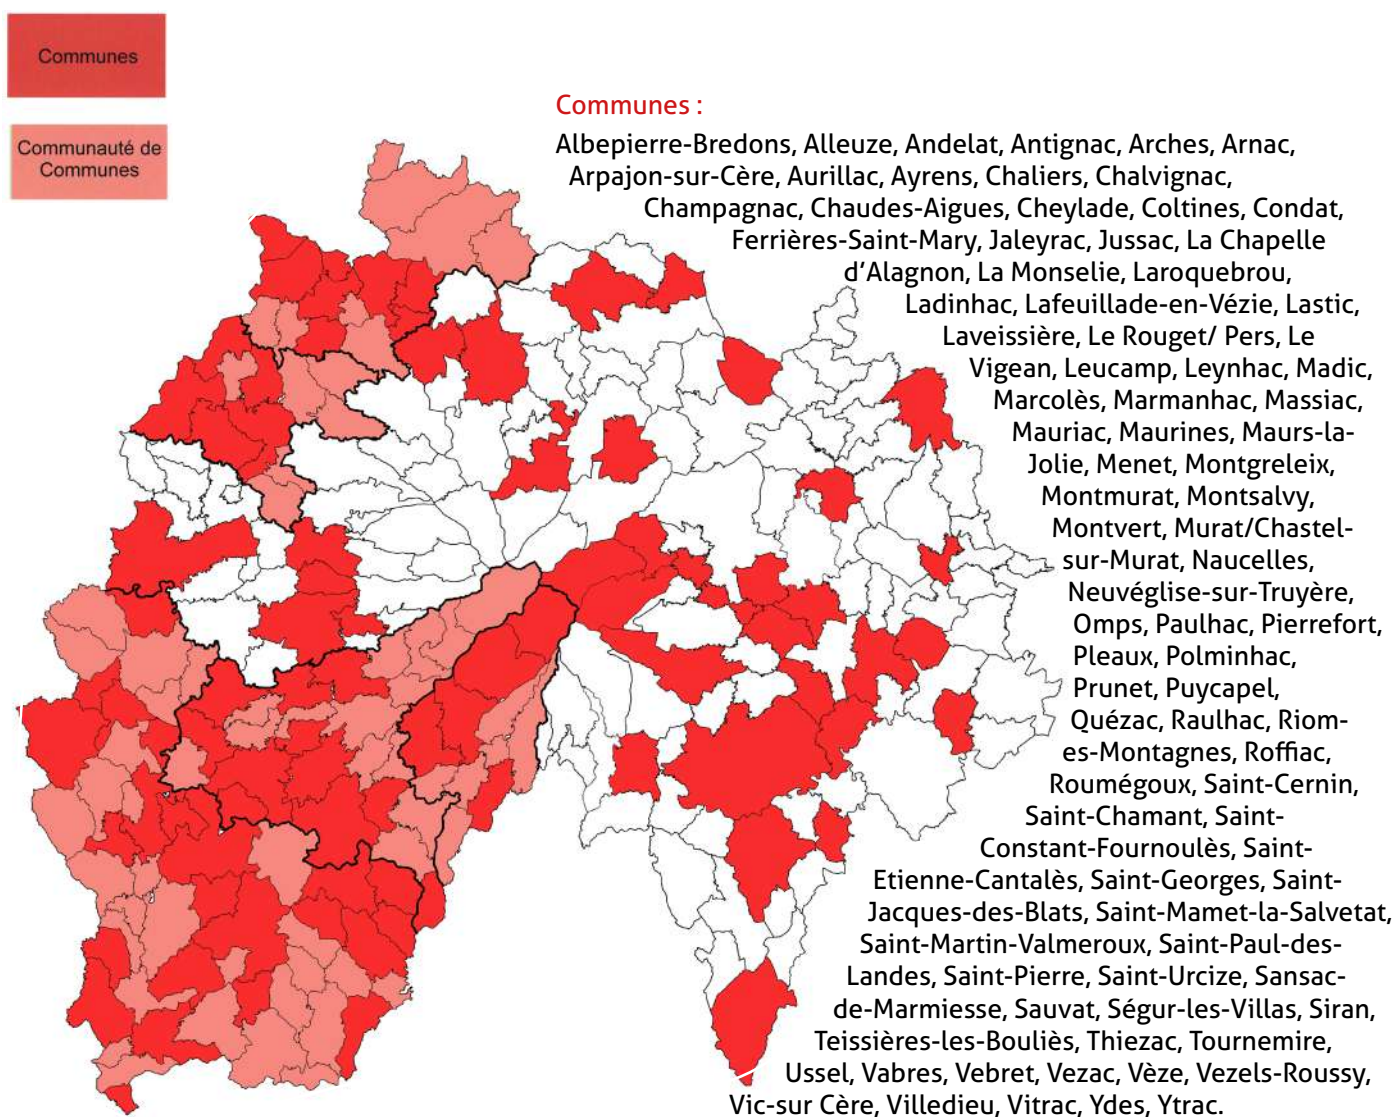 Communes
Communauté de
Communes
Communes :
Albepierre-Bredons, Alleuze, Andelat, Antignac, Arches, Arnac,
Arpajon-sur-Cère, Aurillac, Ayrens, Chaliers, Chalvignac,
Champagnac, Chaudes-Aigues, Cheylade, Coltines, Condat,
Ferrières-Saint-Mary, Jaleyrac, Jussac, La Chapelle
d'Alagnon, La Monselie, Laroquebrou,
Ladinhac, Lafeuillade-en-Vézie, Lastic,
Laveissière, Le Rouget/ Pers, Le
Vigean, Leucamp, Leynhac, Madic,
Marcolès, Marmanhac, Massiac,
Mauriac, Maurines, Maurs-la-
Jolie, Menet, Montgreleix,
Montmurat, Montsalvy,
Montvert, Murat/Chastel-
sur-Murat, Naucelles,
Neuvéglise-sur-Truyère,
Omps, Paulhac, Pierrefort,
Pleaux, Polminhac,
Prunet, Puycapel,
Quézac, Raulhac, Riom-
es-Montagnes, Roffiac,
Roumégoux, Saint-Cernin,
Saint-Chamant, Saint-
Constant-Fournoulès, Saint-
Etienne-Cantalès, Saint-Georges, Saint-
Jacques-des-Blats, Saint-Mamet-la-Salvetat,
Saint-Martin-Valmeroux, Saint-Paul-des-
Landes, Saint-Pierre, Saint-Urcize, Sansac-
de-Marmiesse, Sauvat, Ségur-les-Villas, Siran,
Teissières-les-Bouliès, Thiezac, Tournemire,
Ussel, Vabres, Vebret, Vezac, Vèze, Vezels-Roussy,
Vic-sur Cère, Villedieu, Vitrac, Ydes, Ytrac.